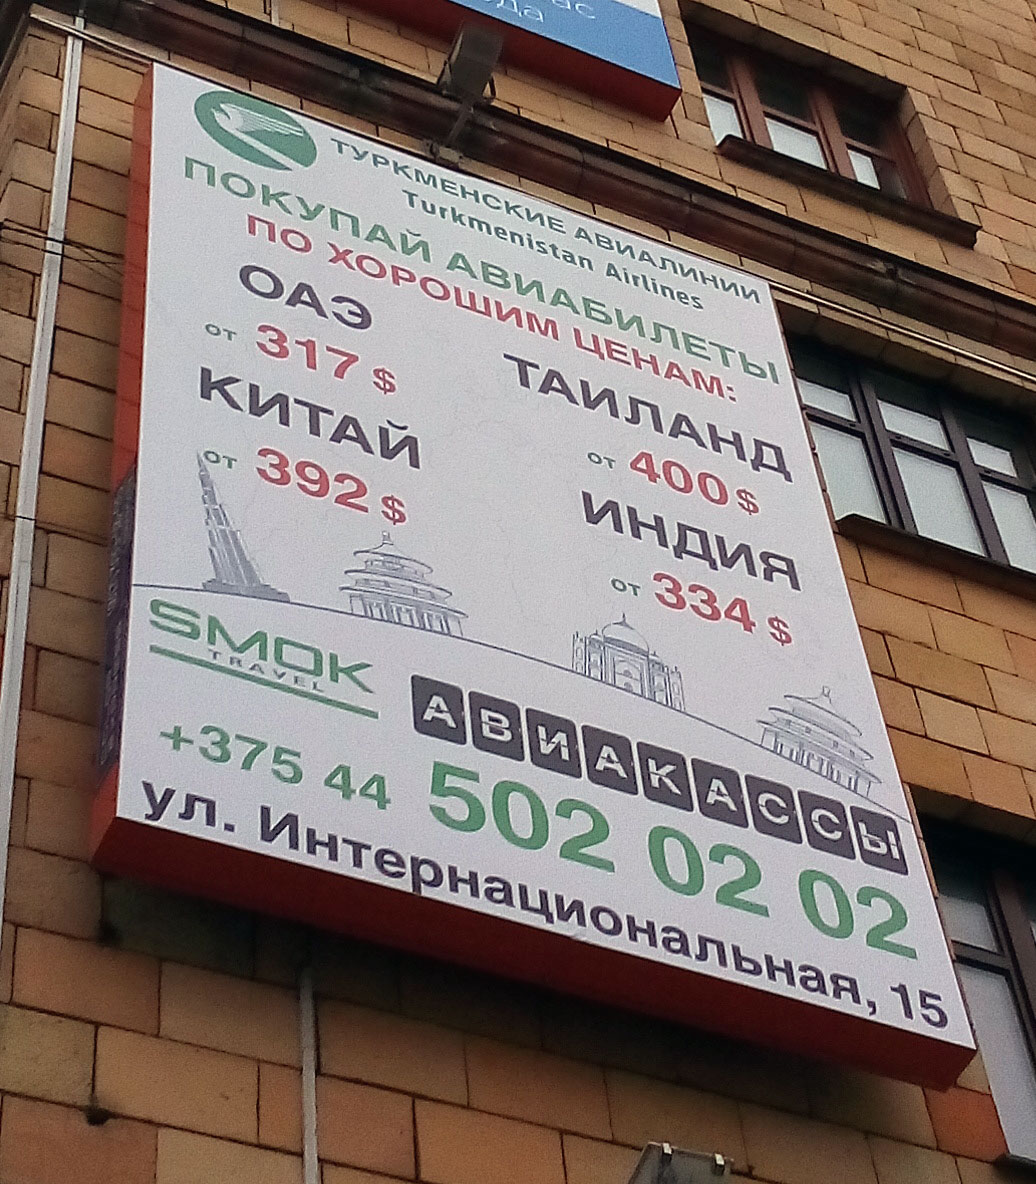 ТУРКМЕНСКИЕ АВИАЛИНИИ
Turkmenistan Airlines
ПОКУПАЙ АВИАБИЛЕТЫ
ПО ХОРОШИМ ЦЕНАМ:
ОАЭ
от 317 $
КИТАЙ
от 392 $
ТАИЛАНД
от 400 $
ИНДИЯ
от 334 $
SMOK
TRAVEL
АВИАКАССЫ
+375 44 502 02 02
ул. Интернациональная, 15